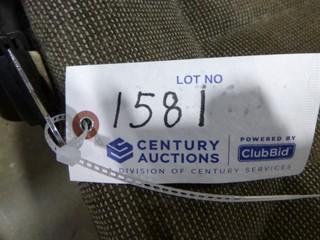 LOT NO
1581
CENTURY AUCTIONS POWERED BY ClubBid
DIVISION OF CENTURY SERVICES